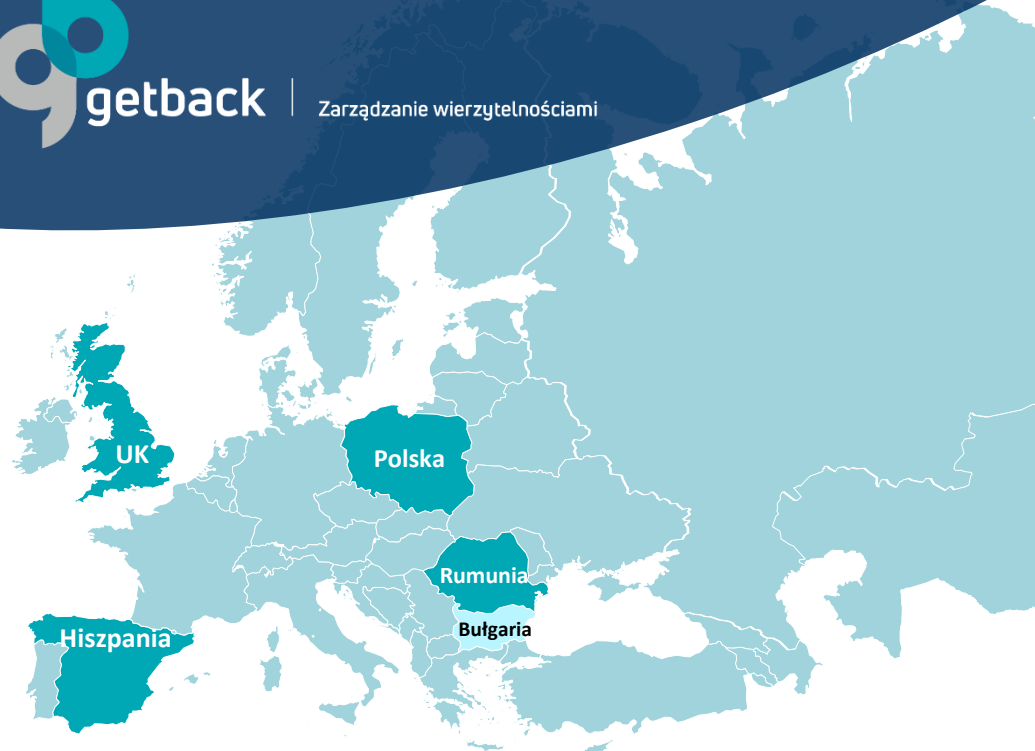 getback | Zarządzanie wierzytelnościami
UK
Polska
Rumunia
Bułgaria
Hiszpania